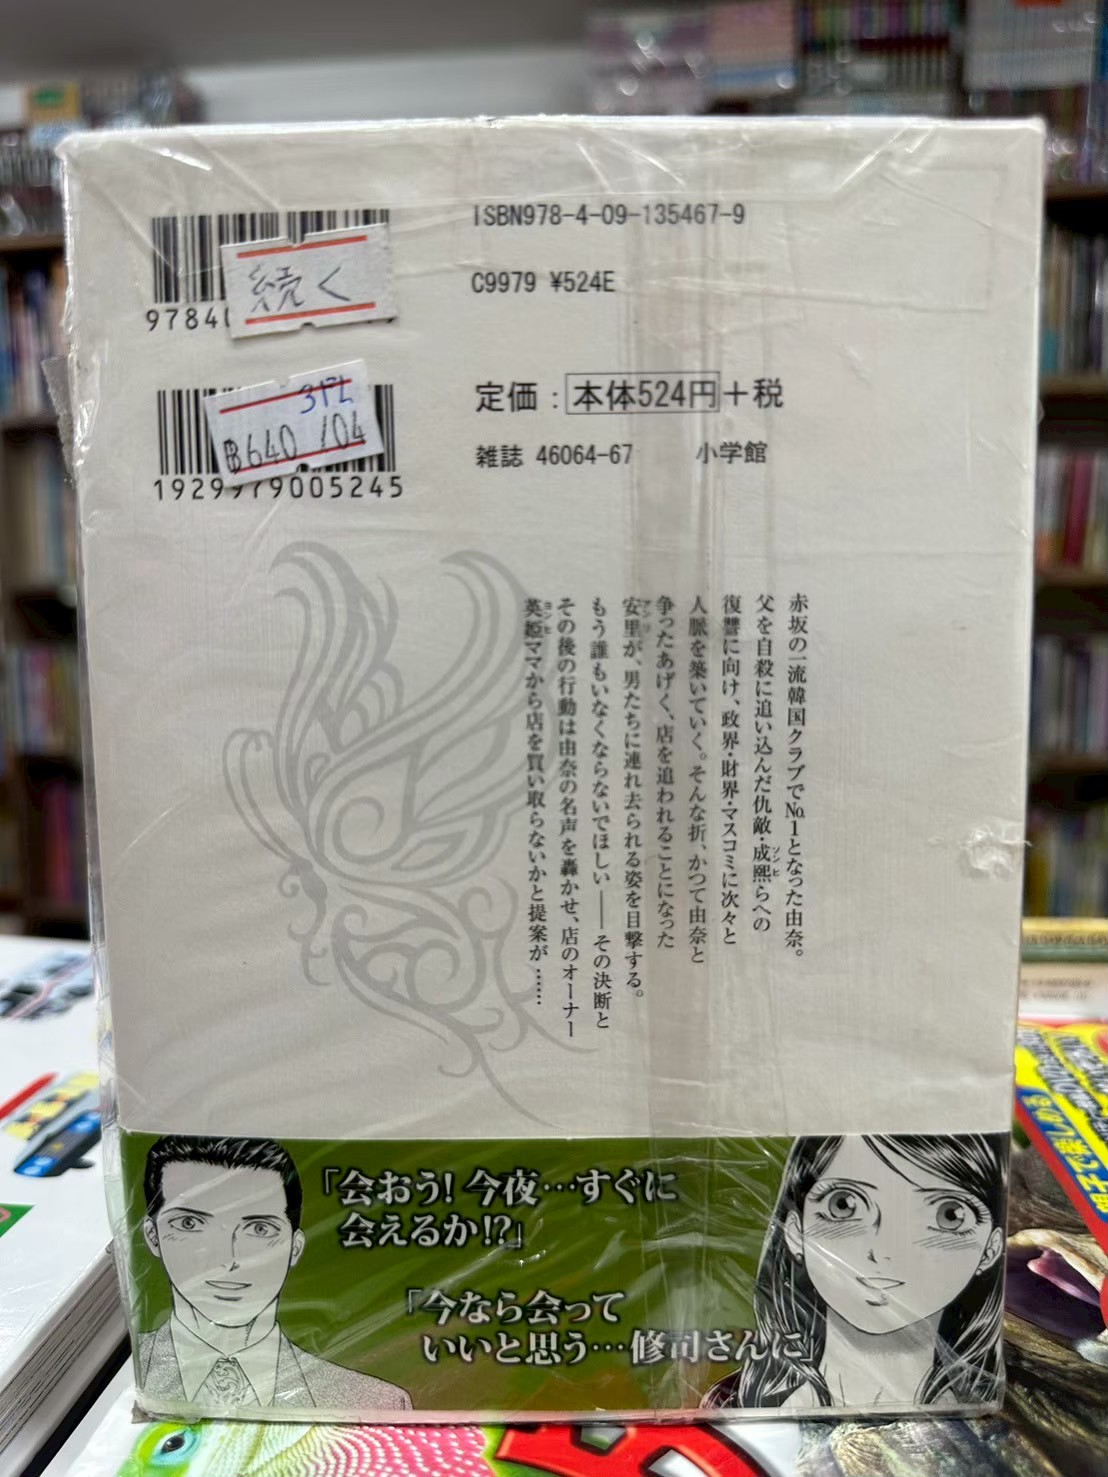 ISBN978-4-09-135467-9
C9979 ¥524E
続く
定価：本体524円+税
雑誌 46064-67 小学館
฿640 /04
1929979005245
赤坂の一流韓国クラブでNo.1となった由奈。
父を自殺に追い込んだ仇敵・成熙らへの
ソンヒ
復讐に向け、政界・財界・マスコミに次々と
人脈を築いていく。そんな折、かつて由奈と
争ったあげく、店を追われることになった
安里が、男たちに連れ去られる姿を目撃する。
アンリ
もう誰もいなくならないでほしい――その決断と
その後の行動は由奈の名声を轟かせ、店のオーナー
英姫ママから店を買い取らないかと提案が……
ヨンヒ
「会おう! 今夜…すぐに
会えるか!?」
「今なら会って
いいと思う…修司さんに」